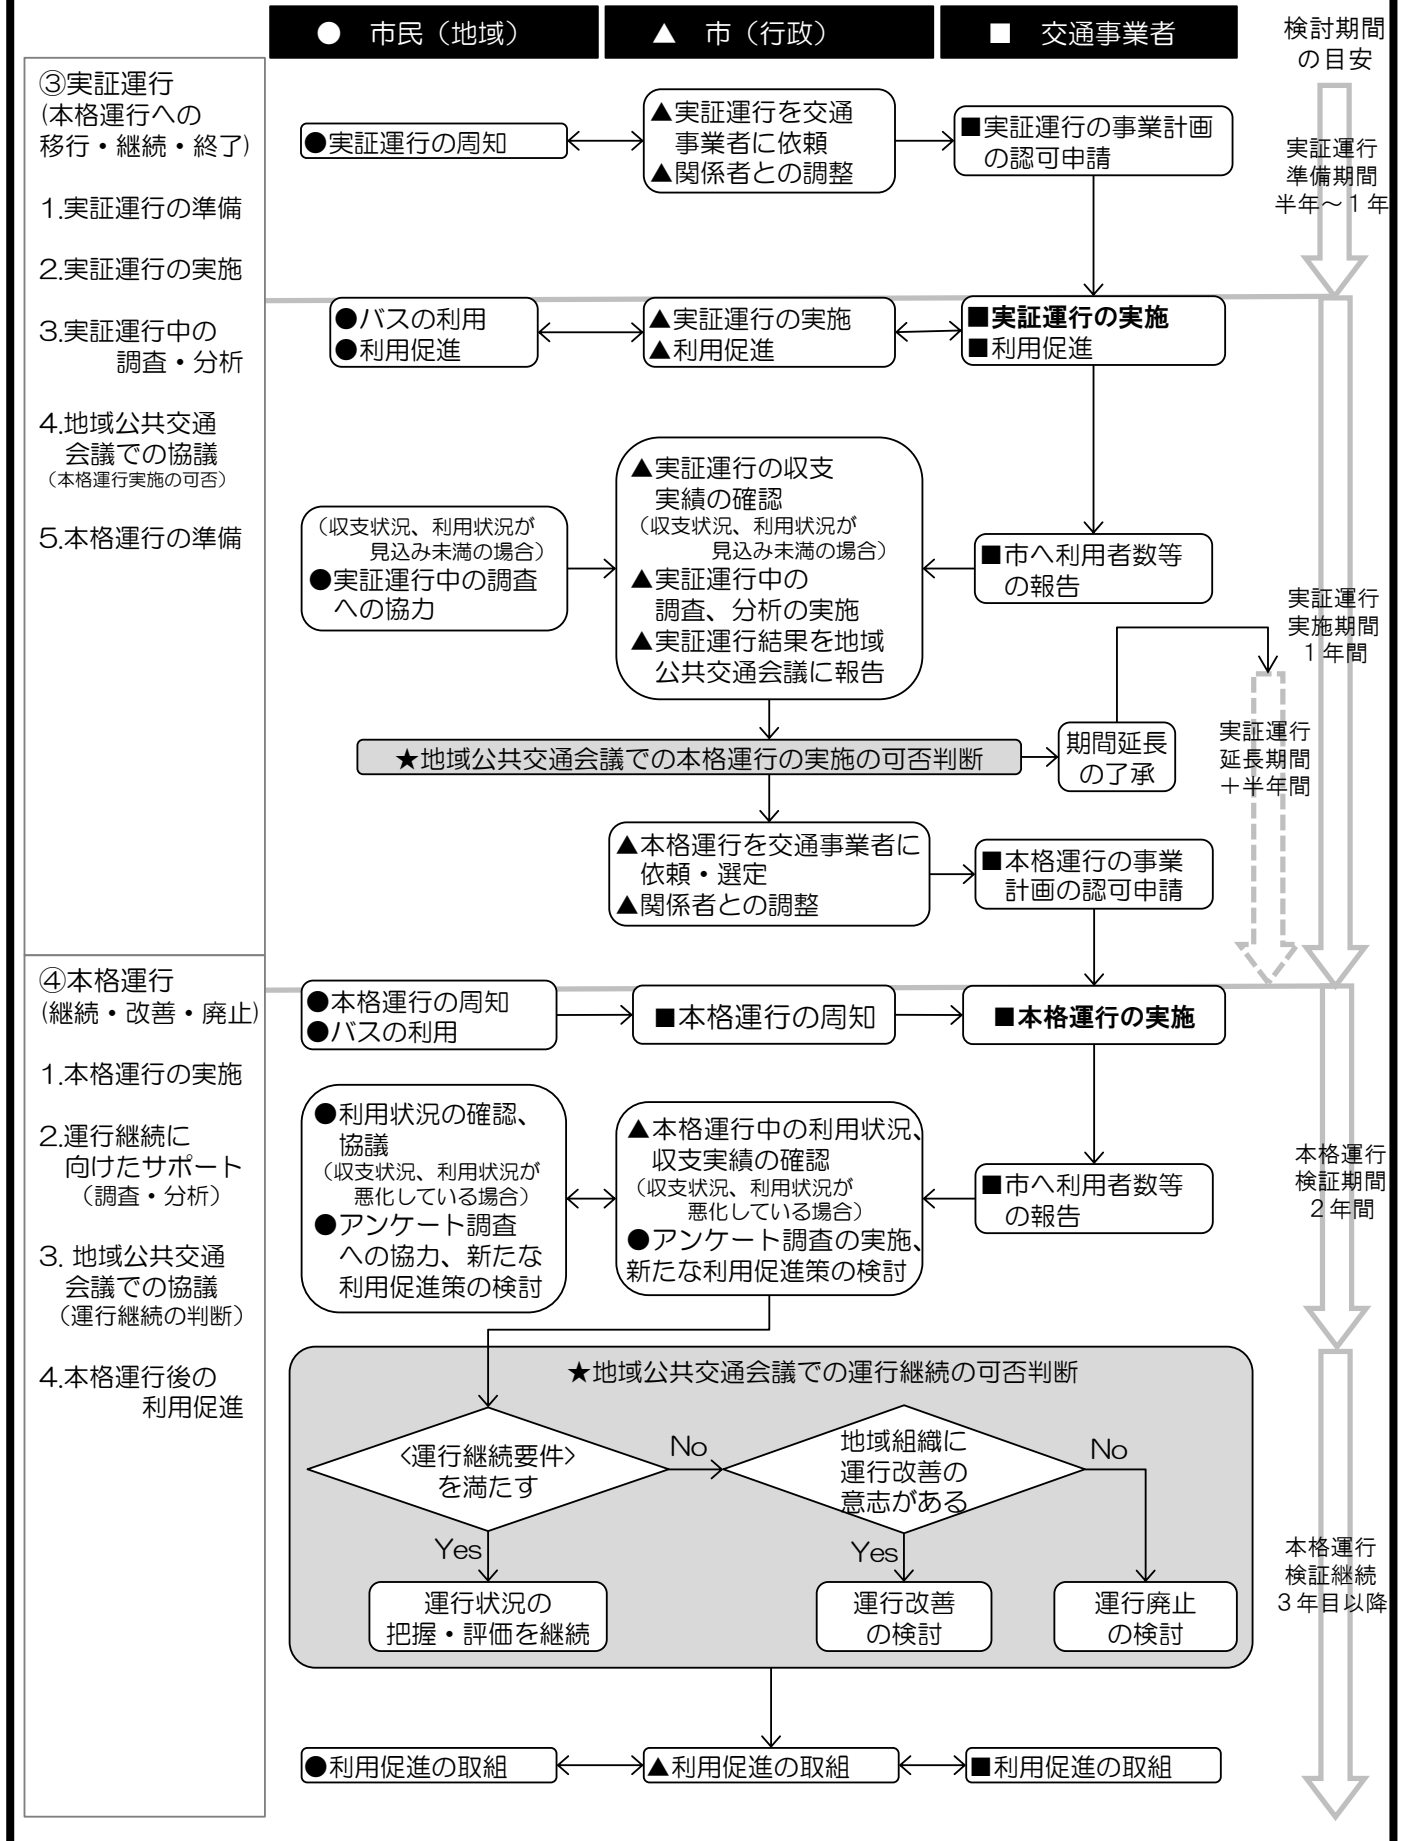 ● 市民（地域）
▲ 市（行政）
■ 交通事業者
検討期間
の目安
③実証運行
(本格運行への
移行・継続・終了)
1.実証運行の準備
2.実証運行の実施
3.実証運行中の
調査・分析
4.地域公共交通
会議での協議
（本格運行実施の可否）
5.本格運行の準備
●実証運行の周知
▲実証運行を交通
事業者に依頼
▲関係者との調整
■実証運行の事業計画
の認可申請
実証運行
準備期間
半年～１年
●バスの利用
●利用促進
▲実証運行の実施
▲利用促進
■実証運行の実施
■利用促進
（収支状況、利用状況が
見込み未満の場合）
●実証運行中の調査
への協力
▲実証運行の収支
実績の確認
（収支状況、利用状況が
見込み未満の場合）
▲実証運行中の
調査、分析の実施
▲実証運行結果を地域
公共交通会議に報告
■市へ利用者数等
の報告
実証運行
実施期間
１年間
★地域公共交通会議での本格運行の実施の可否判断
期間延長
の了承
実証運行
延長期間
＋半年間
▲本格運行を交通事業者に
依頼・選定
▲関係者との調整
■本格運行の事業
計画の認可申請
④本格運行
(継続・改善・廃止)
1.本格運行の実施
2.運行継続に
向けたサポート
（調査・分析）
3. 地域公共交通
会議での協議
（運行継続の判断）
4.本格運行後の
利用促進
●本格運行の周知
●バスの利用
■本格運行の周知
■本格運行の実施
●利用状況の確認、
協議
（収支状況、利用状況が
悪化している場合）
●アンケート調査
への協力、新たな
利用促進策の検討
▲本格運行中の利用状況、
収支実績の確認
（収支状況、利用状況が
悪化している場合）
●アンケート調査の実施、
新たな利用促進策の検討
■市へ利用者数等
の報告
本格運行
検証期間
２年間
★地域公共交通会議での運行継続の可否判断
<運行継続要件>
を満たす
No
地域組織に
運行改善の
意志がある
No
Yes
Yes
運行状況の
把握・評価を継続
運行改善
の検討
運行廃止
の検討
本格運行
検証継続
３年目以降
●利用促進の取組
▲利用促進の取組
■利用促進の取組